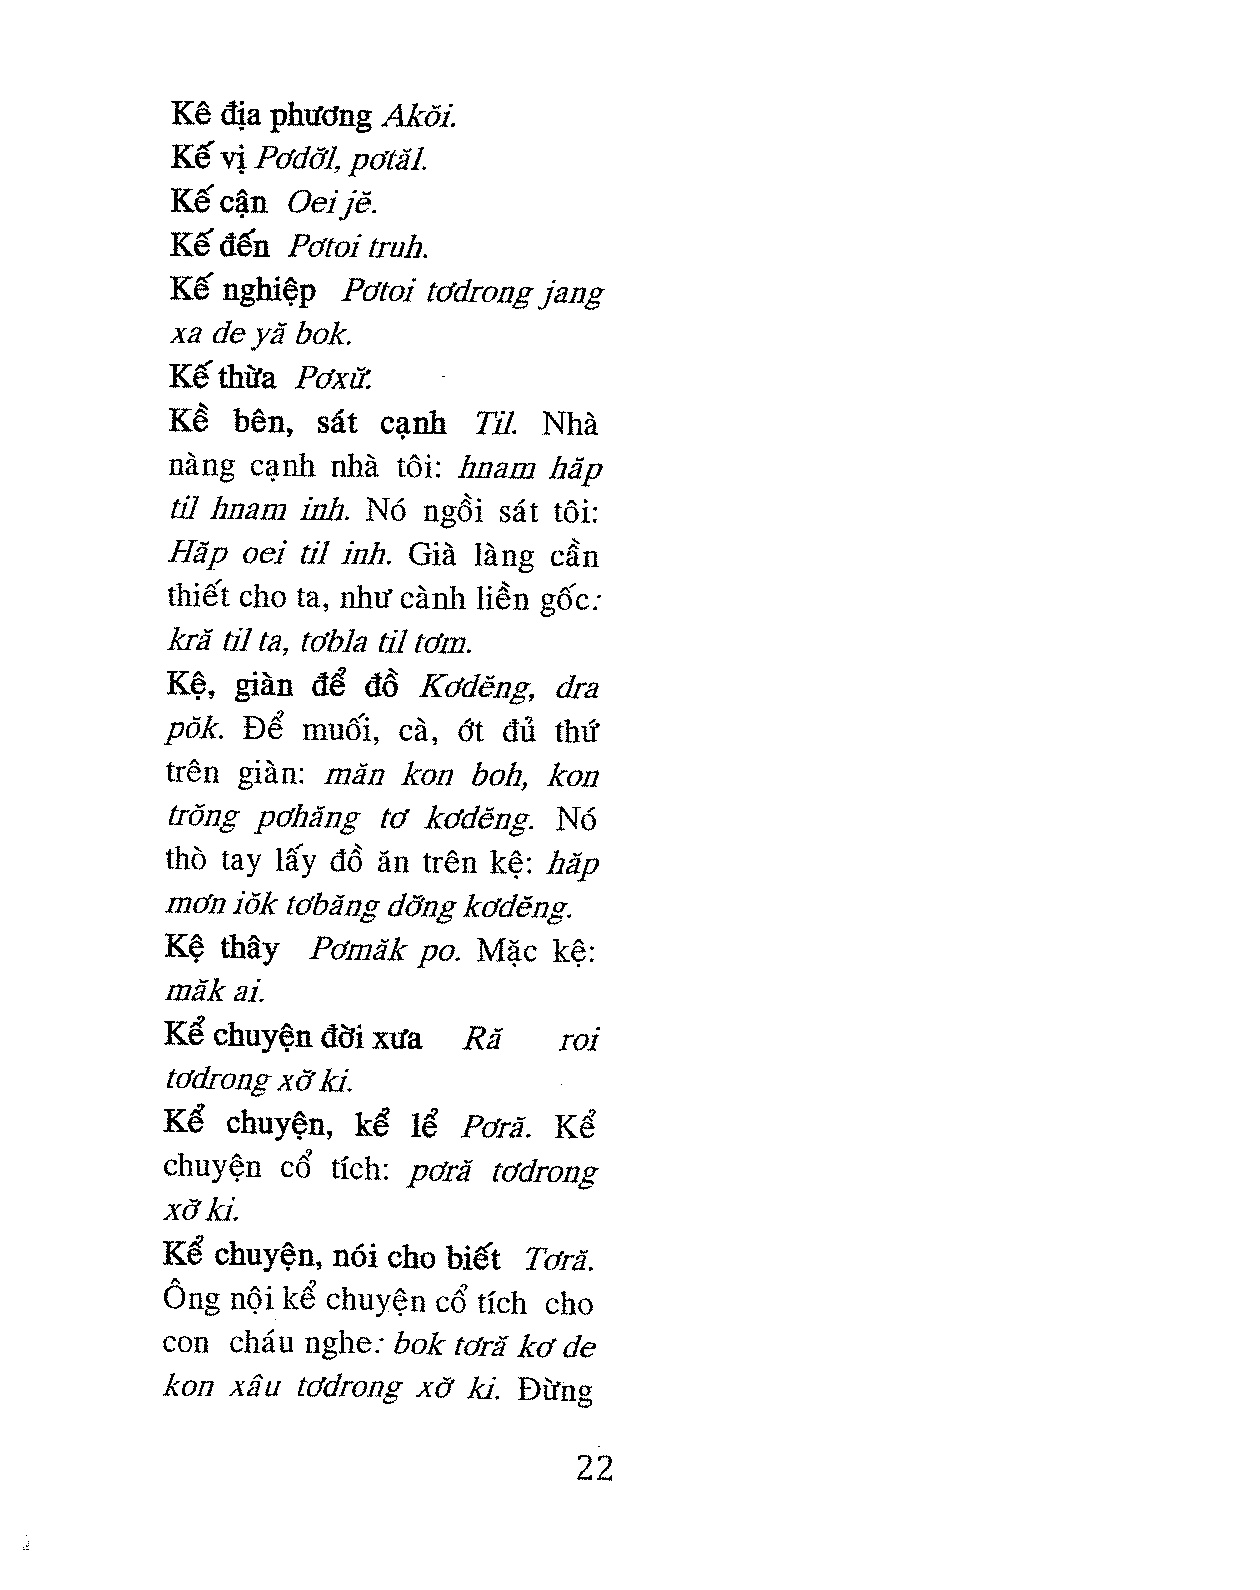 Kê địa phương Akŏi.
Kế vị Pơdơ̆l, pơtăl.
Kế cận Oei jĕ.
Kế đến Pơtoi truh.
Kế nghiệp Pơtoi tơdrong jang
xa de yă bok.
Kế thừa Pơxư̆.
Kề bên, sát cạnh Til. Nhà
nàng cạnh nhà tôi: hnam hăp
til hnam inh. Nó ngồi sát tôi:
Hăp oei til inh. Già làng cần
thiết cho ta, như cành liền gốc:
kră til ta, tơbla til tơm.
Kệ, giàn để đồ Kơdĕng, dra
pŏk. Để muối, cà, ớt đủ thứ
trên giàn: măn kon boh, kon
trŏng pơhăng tơ kơdĕng. Nó
thò tay lấy đồ ăn trên kệ: hăp
mơn iŏk tơbăng dơ̆ng kơdĕng.
Kệ thây Pơmăk po. Mặc kệ:
măk ai.
Kể chuyện đời xưa Ră roi
tơdrong xơ̆ ki.
Kể chuyện, kể lể Pơră. Kể
chuyện cổ tích: pơră tơdrong
xơ̆ ki.
Kể chuyện, nói cho biết Tơră.
Ông nội kể chuyện cổ tích cho
con cháu nghe: bok tơră kơ de
kon xâu tơdrong xơ̆ ki. Đừng
22